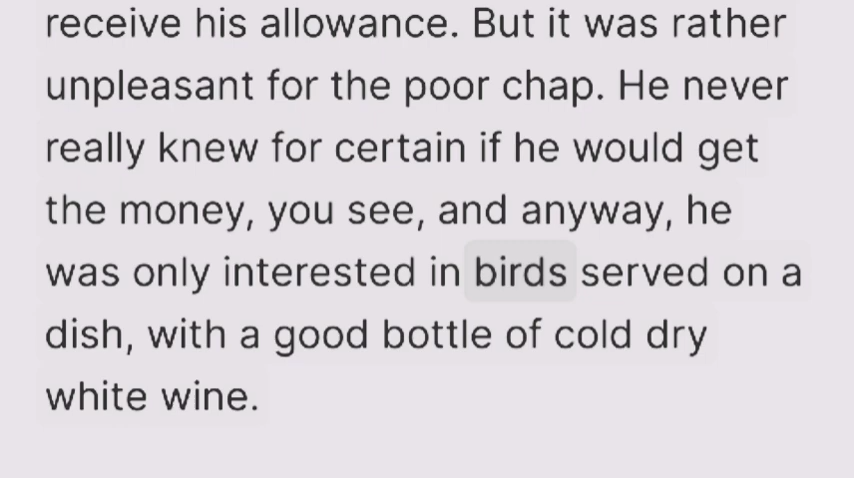 receive his allowance. But it was rather
unpleasant for the poor chap. He never
really knew for certain if he would get
the money, you see, and anyway, he
was only interested in birds served on a
dish, with a good bottle of cold dry
white wine.